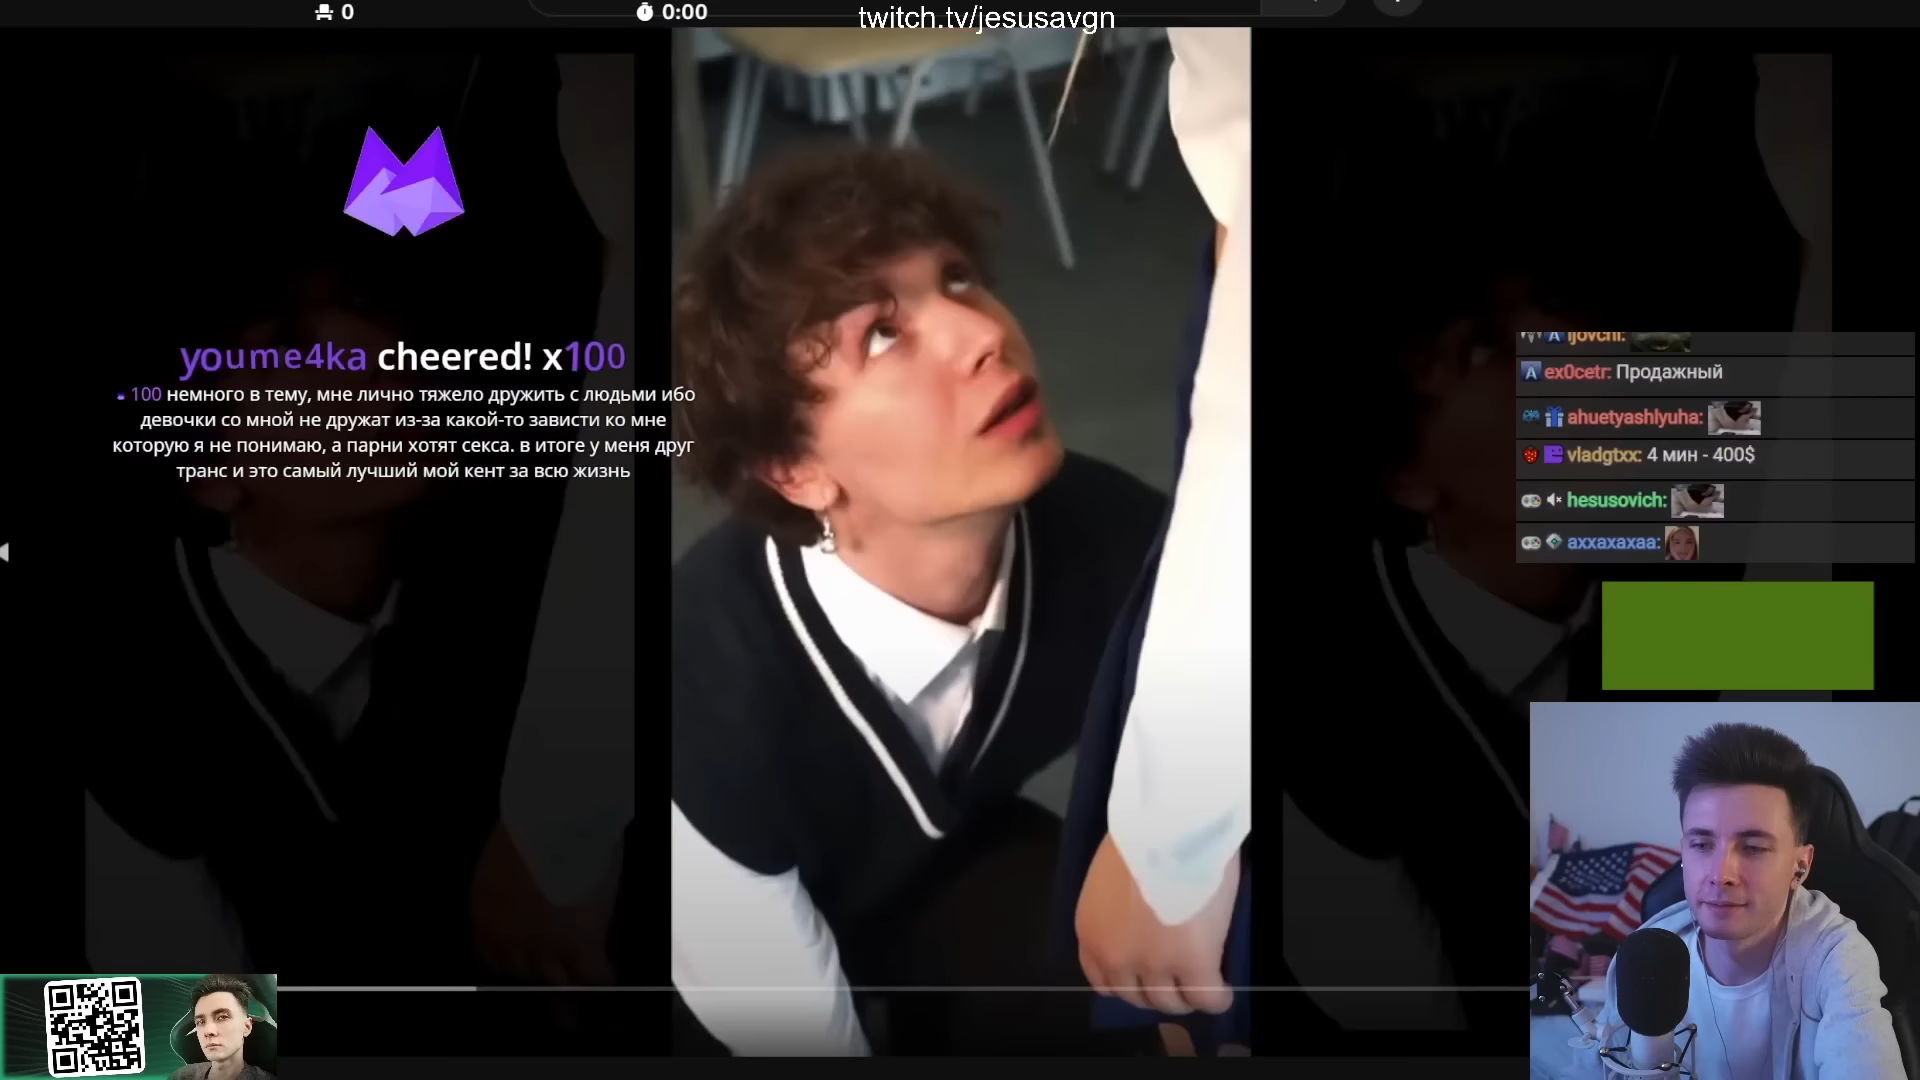 0
0:00
twitch.tv/jesusavgn
youme4ka cheered! x100
100 немного в тему, мне лично тяжело дружить с людьми ибо
девочки со мной не дружат из-за какой-то зависти ко мне
которую я не понимаю, а парни хотят секса. в итоге у меня друг
транс и это самый лучший мой кент за всю жизнь
ijovchi:
ex0cetr: Продажный
ahuetyashlyuha:
vladgtxx: 4 мин - 400$
hesusovich:
axxaxaxaa: